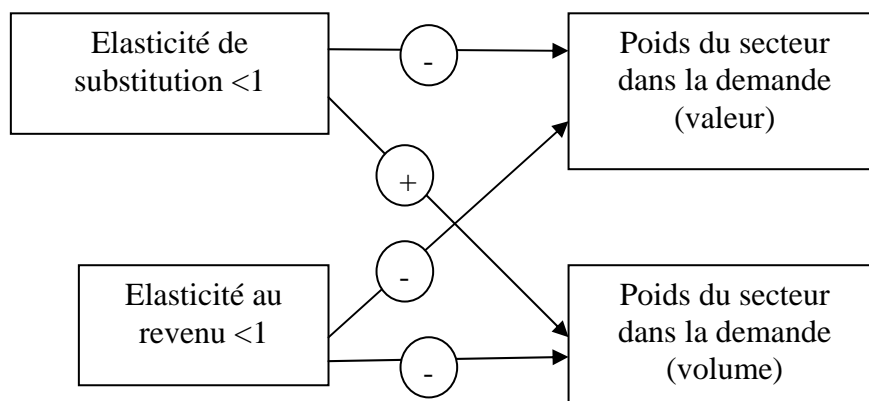 Elasticité de
substitution <1
-
Poids du secteur
dans la demande
(valeur)
+
-
Elasticité au
revenu <1
-
Poids du secteur
dans la demande
(volume)